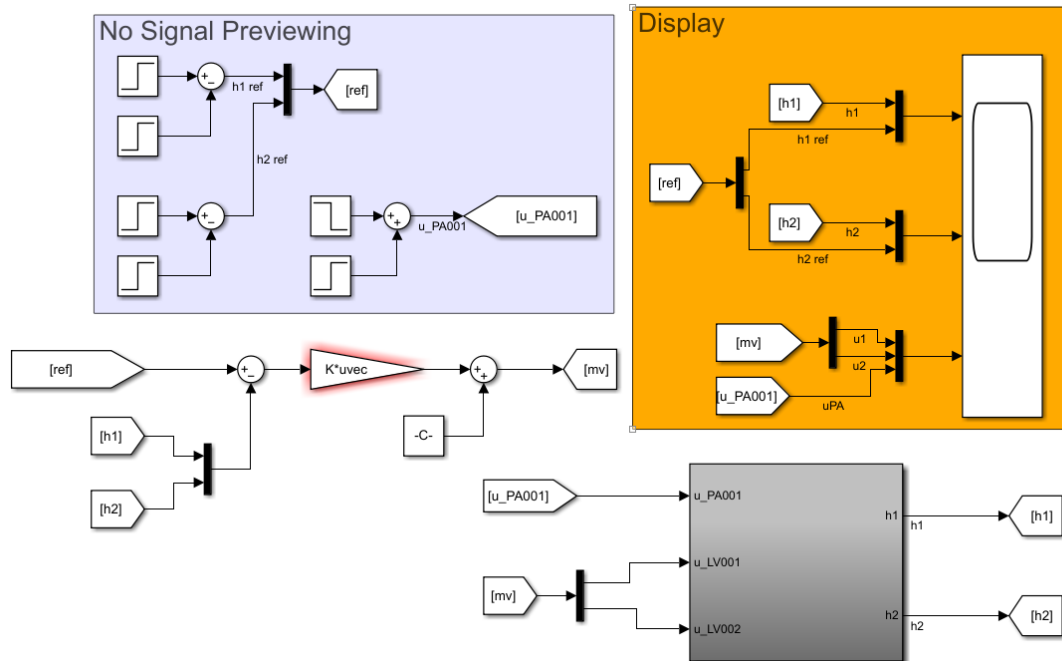 No Signal Previewing
+
−
h1 ref
[ref]
h2 ref
+
−
+
+
u_PA001
[u_PA001]
Display
[h1]
h1
h1 ref
[ref]
[h2]
h2
h2 ref
[mv]
u1
u2
[u_PA001]
uPA
[ref]
+
−
K*uvec
+
+
[mv]
-C-
[h1]
[h2]
[u_PA001]
u_PA001
h1
h1
[h1]
u_LV001
[mv]
h2
h2
[h2]
u_LV002